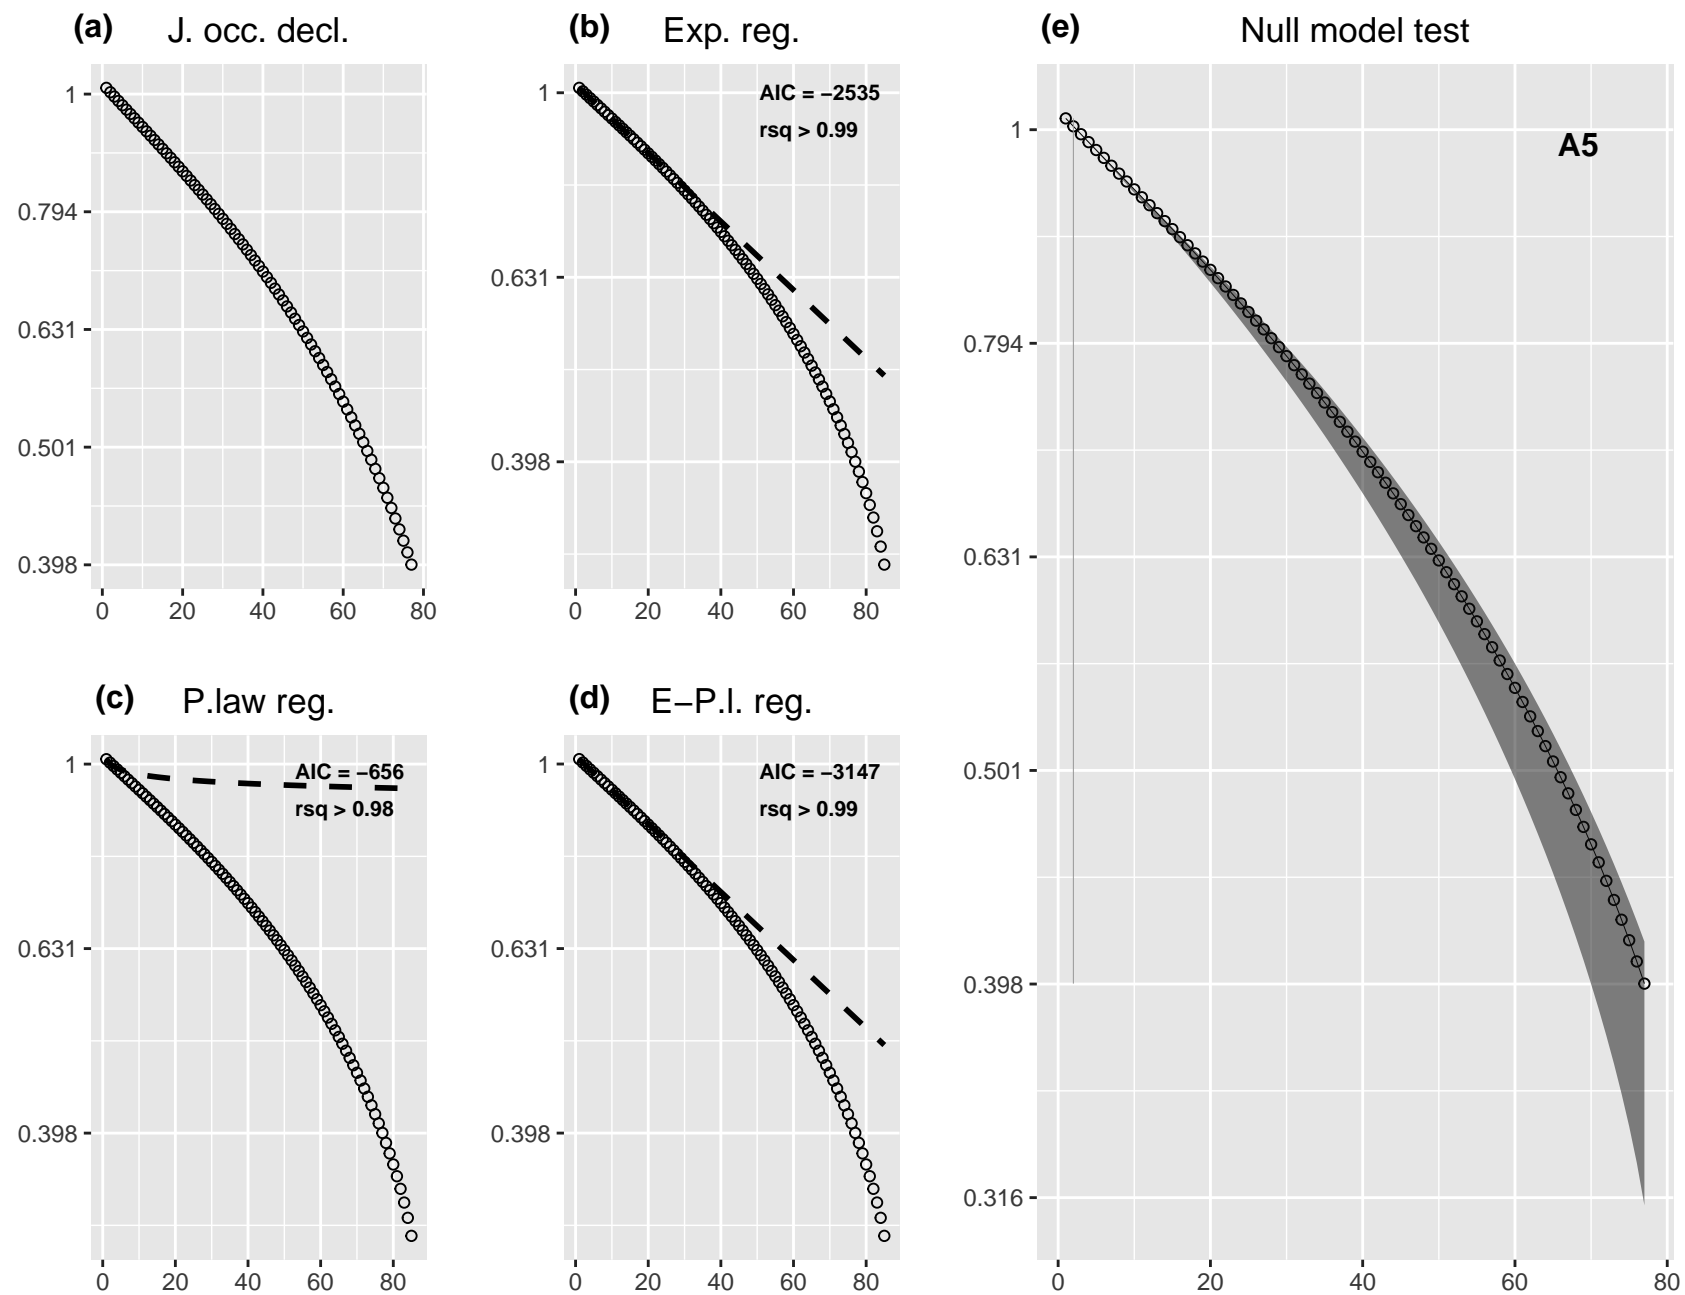 (a) J. occ. decl.
1
0.794
0.631
0.501
0.398
0 20 40 60 80
(b) Exp. reg.
AIC = −2535
rsq > 0.99
1
0.631
0.398
0 20 40 60 80
(c) P.law reg.
AIC = −656
rsq > 0.98
1
0.631
0.398
0 20 40 60 80
(d) E−P.l. reg.
AIC = −3147
rsq > 0.99
1
0.631
0.398
0 20 40 60 80
(e) Null model test
A5
1
0.794
0.631
0.501
0.398
0.316
0 20 40 60 80